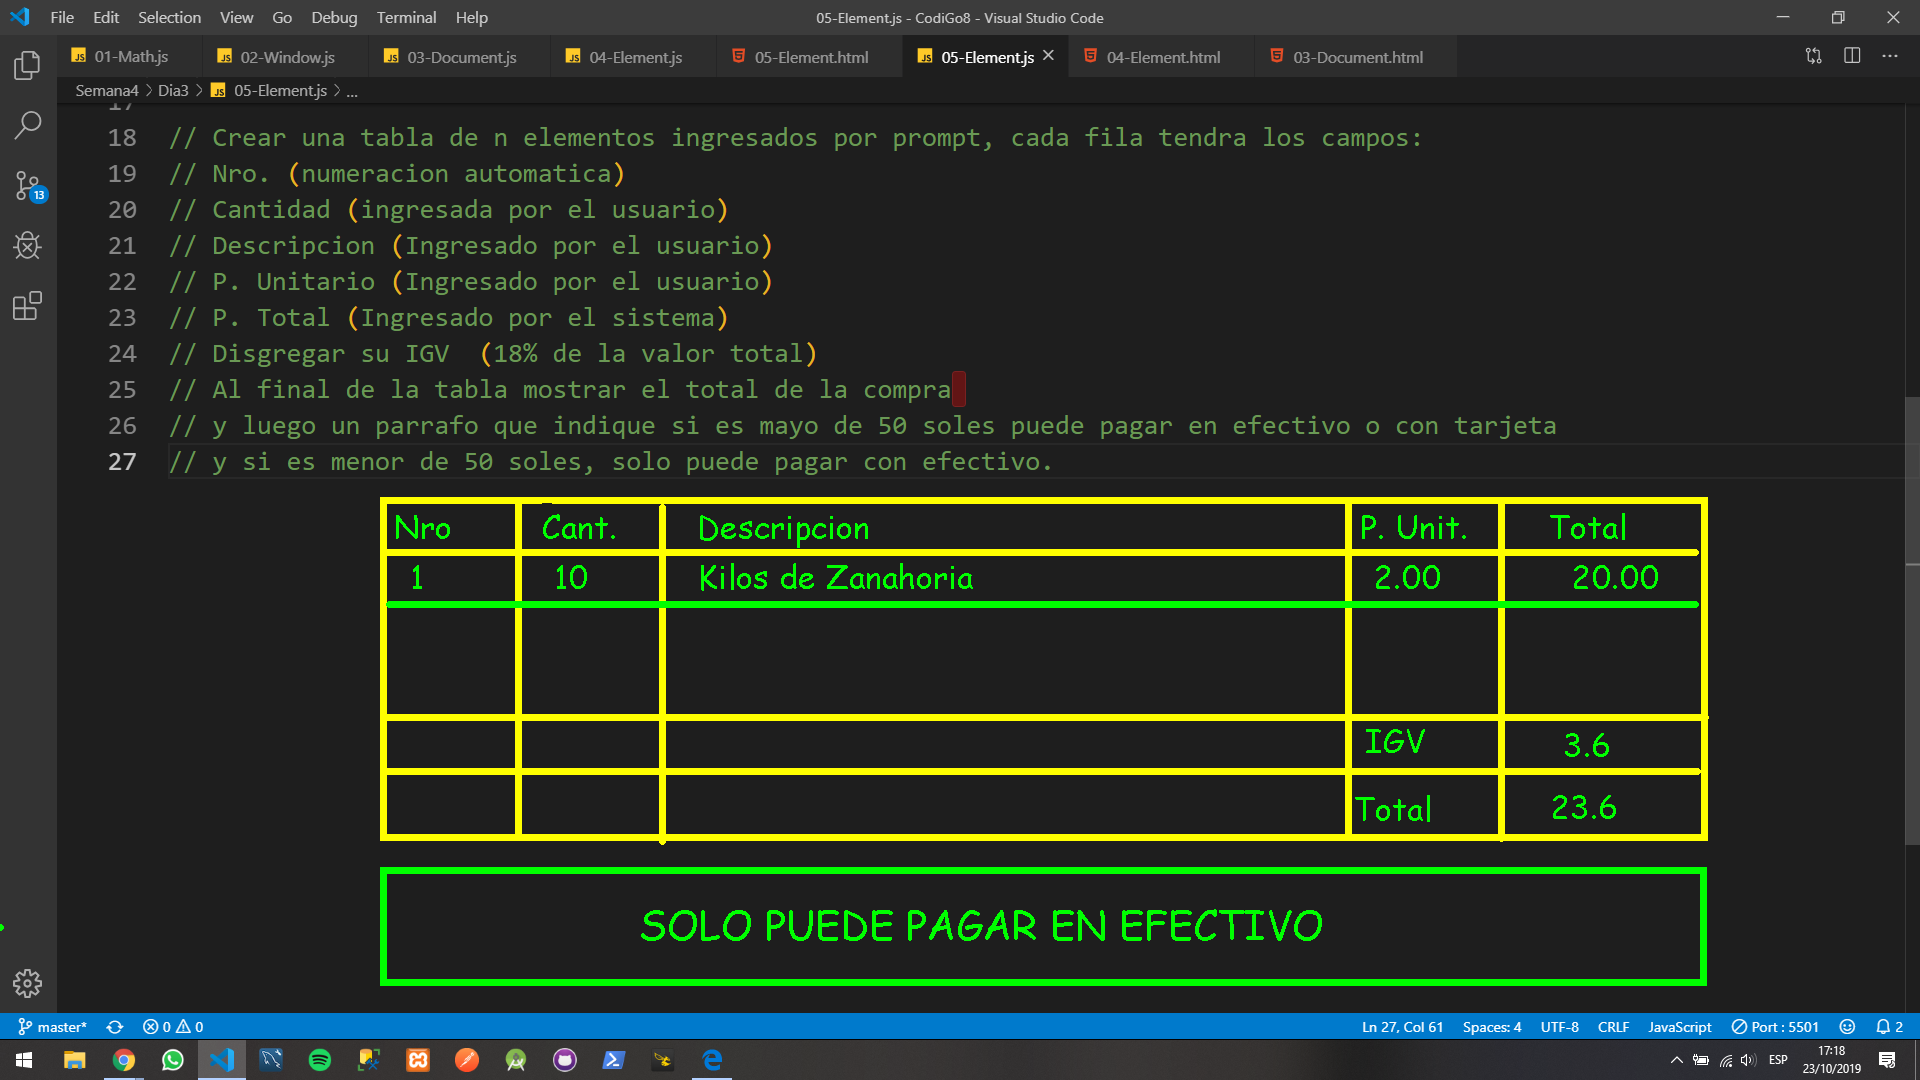 File Edit Selection View Go Debug Terminal Help
05-Element.js - CodiGo8 - Visual Studio Code
01-Math.js 02-Window.js 03-Document.js 04-Element.js 05-Element.html 05-Element.js 04-Element.html 03-Document.html
Semana4 > Dia3 > 05-Element.js > ...
17
18 // Crear una tabla de n elementos ingresados por prompt, cada fila tendra los campos:
19 // Nro. (numeracion automatica)
20 // Cantidad (ingresada por el usuario)
21 // Descripcion (Ingresado por el usuario)
22 // P. Unitario (Ingresado por el usuario)
23 // P. Total (Ingresado por el sistema)
24 // Disgregar su IGV  (18% de la valor total)
25 // Al final de la tabla mostrar el total de la compra
26 // y luego un parrafo que indique si es mayo de 50 soles puede pagar en efectivo o con tarjeta
27 // y si es menor de 50 soles, solo puede pagar con efectivo.
13
Nro Cant. Descripcion P. Unit. Total
1 10 Kilos de Zanahoria 2.00 20.00
IGV 3.6
Total 23.6
SOLO PUEDE PAGAR EN EFECTIVO
master* 0 0 Ln 27, Col 61 Spaces: 4 UTF-8 CRLF JavaScript Port : 5501 2
ESP 17:18
23/10/2019